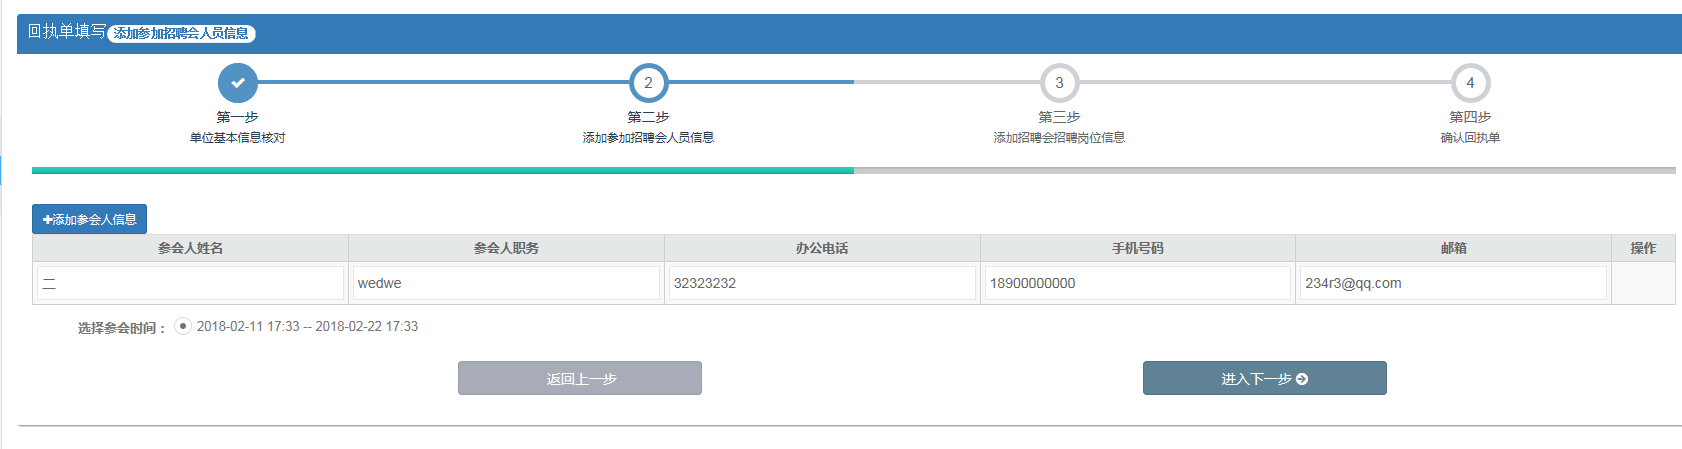 回执单填写 添加参加招聘会人员信息
2 3 4
第一步 第二步 第三步 第四步
单位基本信息核对 添加参加招聘会人员信息 添加招聘会招聘岗位信息 确认回执单
添加参会人信息
参会人姓名 参会人职务 办公电话 手机号码 邮箱 操作
二 wedwe 32323232 18900000000 234r3@qq.com
选择参会时间： 2018-02-11 17:33 -- 2018-02-22 17:33
返回上一步 进入下一步